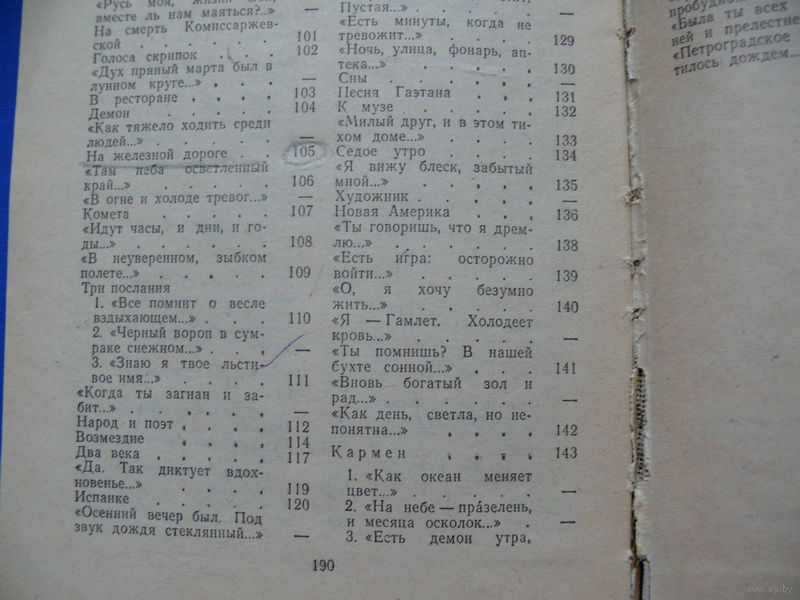 «Русь моя, жизнь моя,
вместе ль нам маяться?..» —
На смерть Комиссаржев-
ской . . . . . . 101
Голоса скрипок . . . 102
«Дух пряный марта был в
лунном круге...» . . . —
В ресторане . . . . 103
Демон . . . . . 104
«Как тяжело ходить среди
людей...» . . . . . —
На железной дороге . . 105
«Там неба осветленный
край...» . . . . . 106
«В огне и холоде тревог...» —
Комета . . . . . 107
«Идут часы, и дни, и го-
ды...» . . . . . . 108
«В неуверенном, зыбком
полете...» . . . . . 109
Три послания
1. «Все помнит о весле
вздыхающем...» . . . 110
2. «Черный ворон в сум-
раке снежном...» . . . —
3. «Знаю я твое льсти-
вое имя...» . . . . 111
«Когда ты загнан и за-
бит...» . . . . . . —
Народ и поэт . . . . 112
Возмездие . . . . 114
Два века . . . . . 117
«Да. Так диктует вдох-
новенье...» . . . . 119
Испанке . . . . . 120
«Осенний вечер был. Под
звук дождя стеклянный...» —
Пустая...» . . . . —
«Есть минуты, когда не
тревожит...» . . . . 129
«Ночь, улица, фонарь, ап-
тека...» . . . . . 130
Сны . . . . . . —
Песня Гаэтана . . . 131
К музе . . . . . 132
«Милый друг, и в этом ти-
хом доме...» . . . . 133
Седое утро . . . . 134
«Я вижу блеск, забытый
мной...» . . . . . 135
Художник . . . . . —
Новая Америка . . . 136
«Ты говоришь, что я дрем-
лю...» . . . . . . 138
«Есть игра: осторожно
войти...» . . . . . 139
«О, я хочу безумно
жить...» . . . . . 140
«Я — Гамлет. Холодеет
кровь...» . . . . . —
«Ты помнишь? В нашей
бухте сонной...» . . . 141
«Вновь богатый зол и
рад...» . . . . . . —
«Как день, светла, но не-
понятна...» . . . . 142
Кармен . . . . 143
1. «Как океан меняет
цвет...» . . . . . —
2. «На небе — празелень,
и месяца осколок...» . —
3. «Есть демон утра,
190
пробудно
«Была ты всех
ней и прелестне
«Петроградское
тилось дождем...
www.ay.by